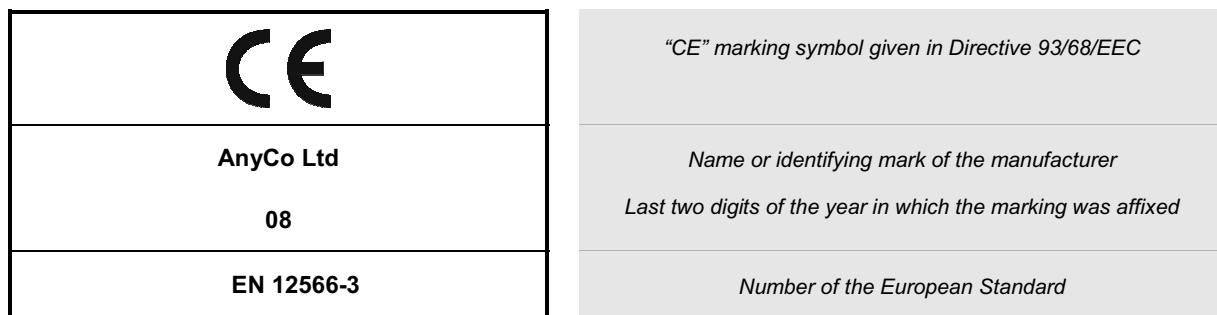 CE
“CE” marking symbol given in Directive 93/68/EEC
AnyCo Ltd
Name or identifying mark of the manufacturer
08
Last two digits of the year in which the marking was affixed
EN 12566-3
Number of the European Standard